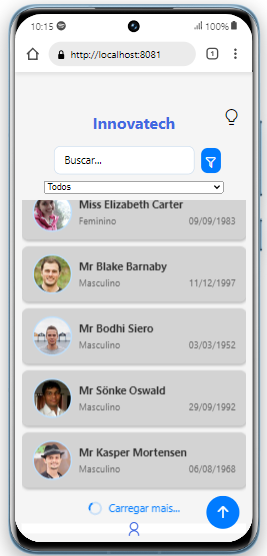 10:15
100%
http://localhost:8081
1
Innovatech
Buscar...
Todos
Miss Elizabeth Carter
Feminino 09/09/1983
Mr Blake Barnaby
Masculino 11/12/1997
Mr Bodhi Siero
Masculino 03/03/1952
Mr Sönke Oswald
Masculino 29/09/1992
Mr Kasper Mortensen
Masculino 06/08/1968
Carregar mais...